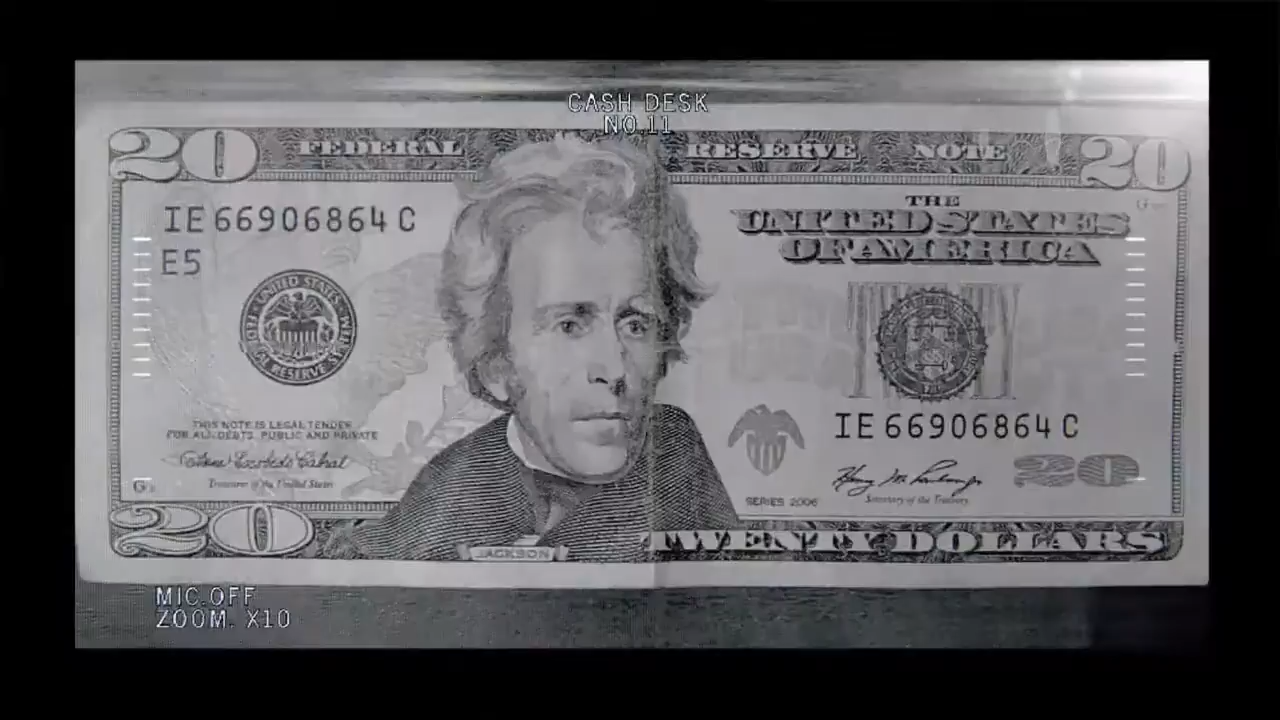 CASH DESK
NO.11
20 FEDERAL RESERVE NOTE 20
IE 66906864 C
E5
THE
UNITED STATES
OF AMERICA
THIS NOTE IS LEGAL TENDER
FOR ALL DEBTS, PUBLIC AND PRIVATE
Treasurer of the United States
IE 66906864 C
SERIES 2006
Secretary of the Treasury
20
20 JACKSON TWENTY DOLLARS
MIC.OFF
ZOOM. X10